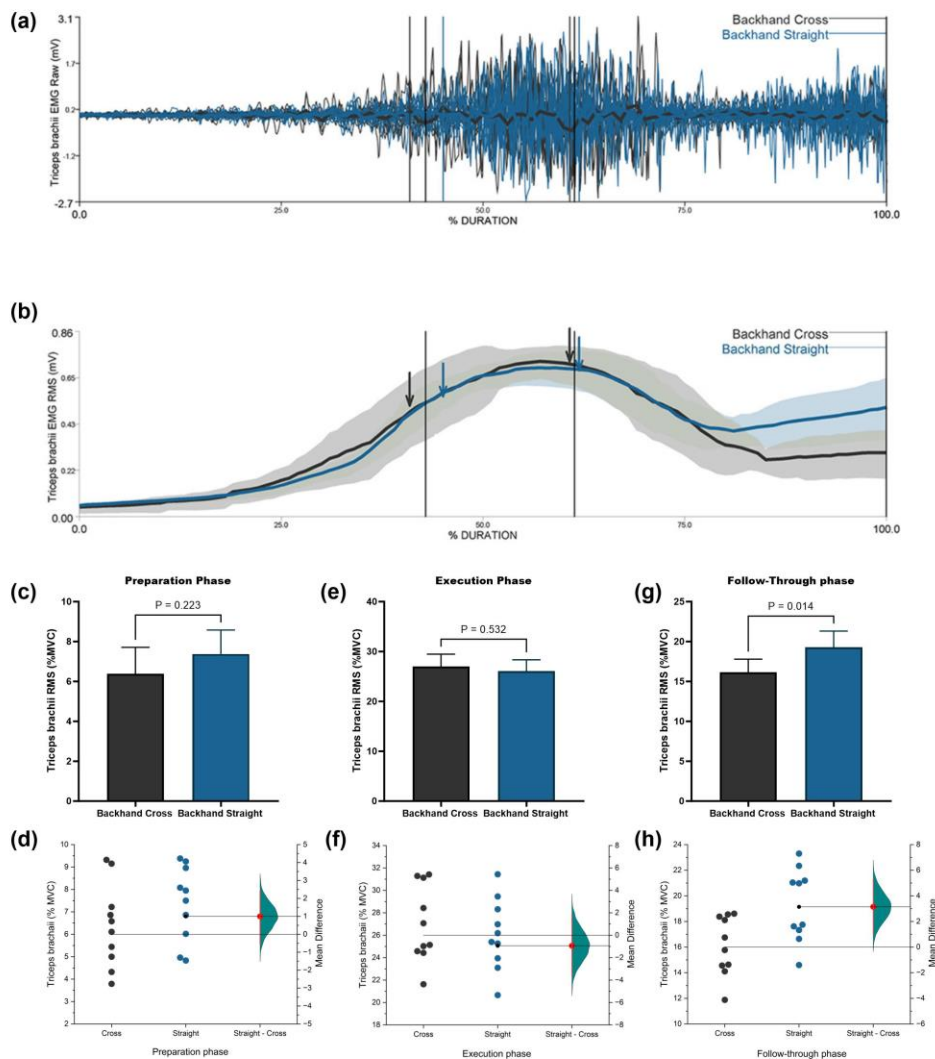 (a)
3.1
1.7
0.2
-1.2
-2.7
Triceps brachii EMG Raw (mV)
Backhand Cross
Backhand Straight
0.0
25.0
50.0
75.0
100.0
% DURATION
(b)
0.86
0.65
0.43
0.22
0.00
Triceps brachii EMG RMS (mV)
Backhand Cross
Backhand Straight
0.0
25.0
50.0
75.0
100.0
% DURATION
(c)
Preparation Phase
P = 0.223
10
8
6
4
2
0
Triceps brachii RMS (%MVC)
Backhand Cross
Backhand Straight
(e)
Execution Phase
P = 0.532
40
30
20
10
0
Triceps brachii RMS (%MVC)
Backhand Cross
Backhand Straight
(g)
Follow-Through phase
P = 0.014
25
20
15
10
5
0
Triceps brachii RMS (%MVC)
Backhand Cross
Backhand Straight
(d)
10
9
8
7
6
5
4
3
2
Triceps brachaii (% MVC)
5
4
3
2
1
0
−1
−2
−3
−4
−5
Mean Difference
Cross
Straight
Straight - Cross
Preparation phase
(f)
36
34
32
30
28
26
24
22
20
18
Triceps brachaii (% MVC)
8
6
4
2
0
−2
−4
−6
−8
Mean Difference
Cross
Straight
Straight - Cross
Execution phase
(h)
24
22
20
18
16
14
12
10
Triceps brachaii (% MVC)
8
6
4
2
0
−2
−4
−6
Mean Difference
Cross
Straight
Straight - Cross
Follow-through phase